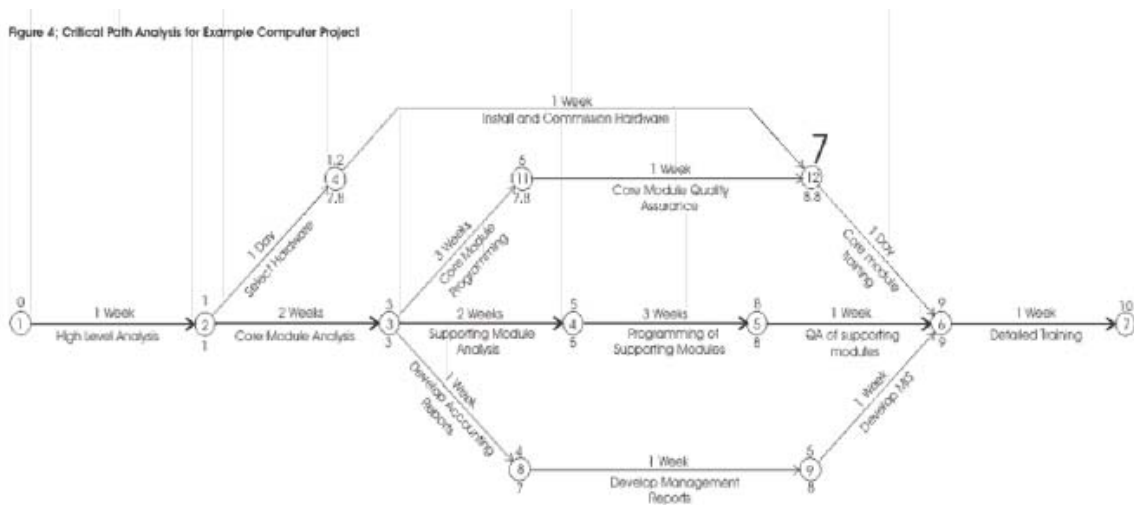 Figure 4; Critical Path Analysis for Example Computer Project
1 Week
Install and Commission Hardware
7
1.2
4
7.8
6
11
7.8
1 Week
Core Module Quality
Assurance
12
8.8
1 Day
Select Hardware
3 Weeks
Core Module
Programming
1 Day
Core module
training
0
1
1 Week
High Level Analysis
1
2
1
2 Weeks
Core Module Analysis
3
3
3
2 Weeks
Supporting Module
Analysis
5
4
5
3 Weeks
Programming of
Supporting Modules
8
5
8
1 Week
QA of supporting
modules
9
6
9
1 Week
Detailed Training
10
7
1 Week
Develop Accounting
Reports
1 Week
Develop MIS
4
8
7
1 Week
Develop Management
Reports
5
9
8